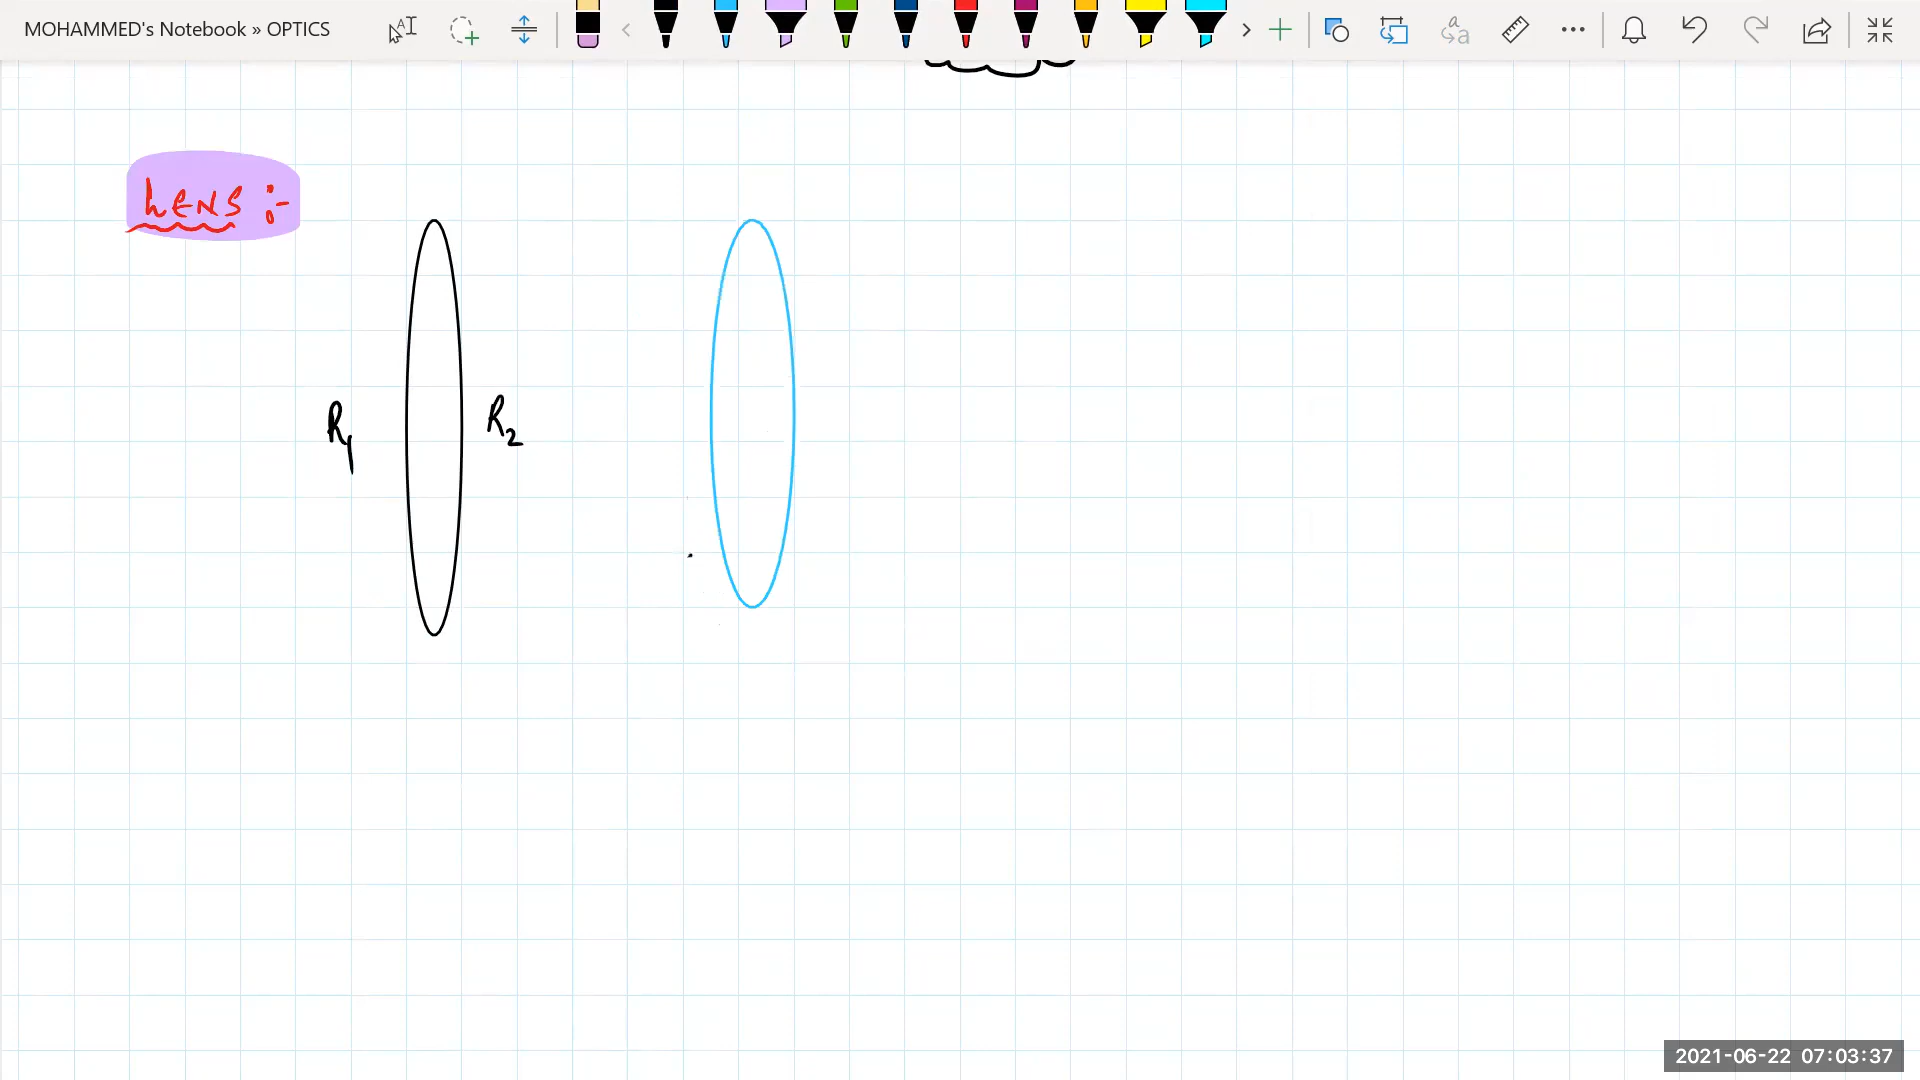 MOHAMMED's Notebook » OPTICS
LENS :-
R1 R2
2021-06-22 07:03:37